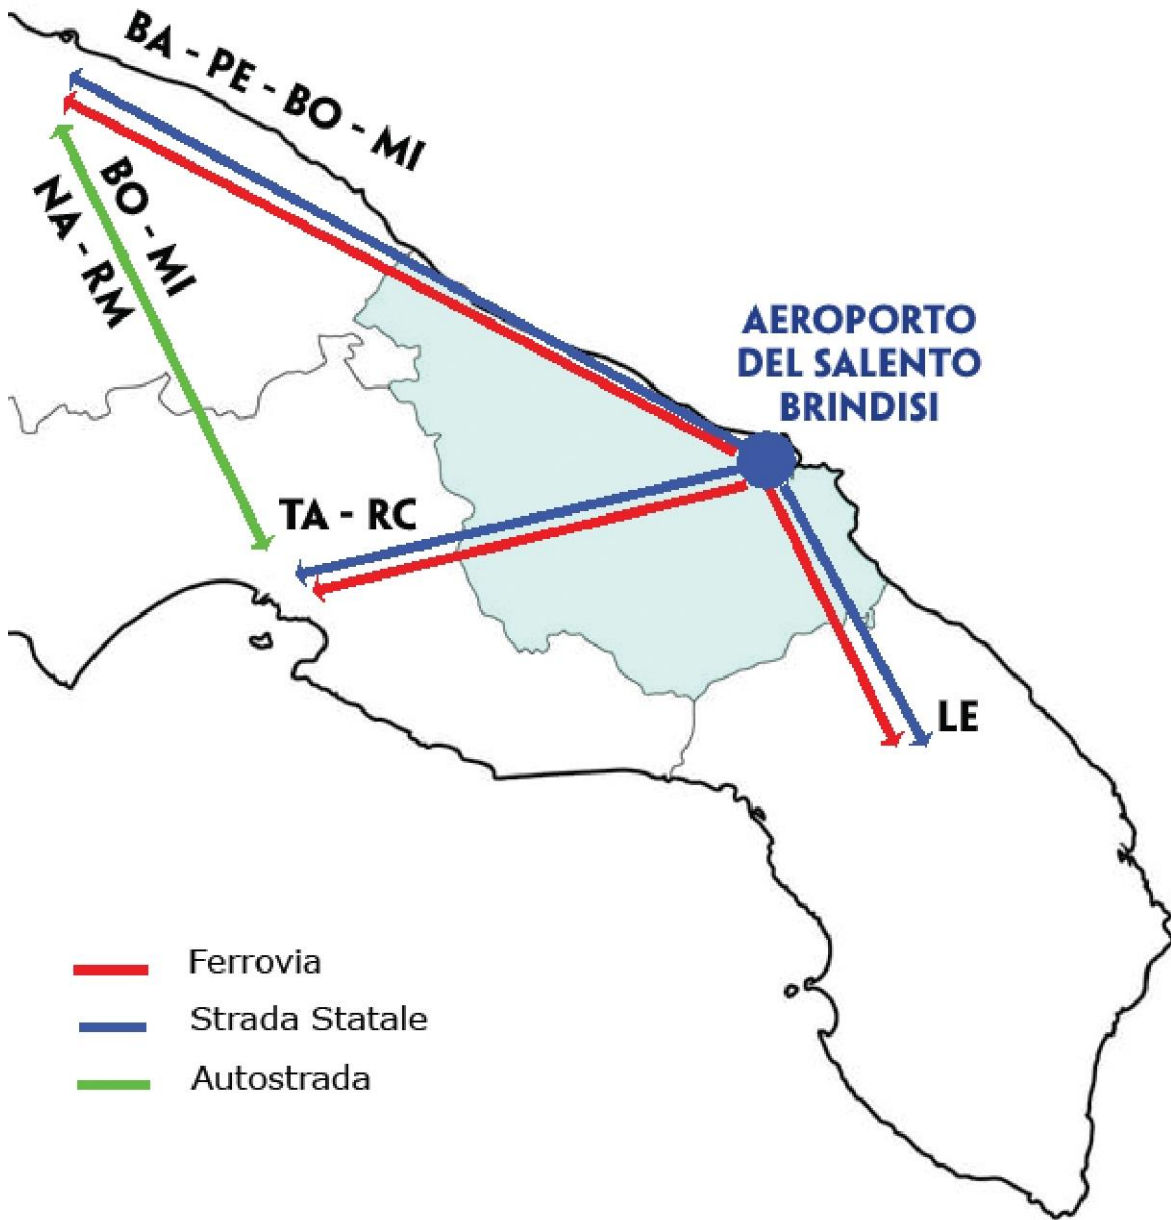 BA - PE - BO - MI
BO - MI
NA - RM
AEROPORTO
DEL SALENTO
BRINDISI
TA - RC
LE
Ferrovia
Strada Statale
Autostrada